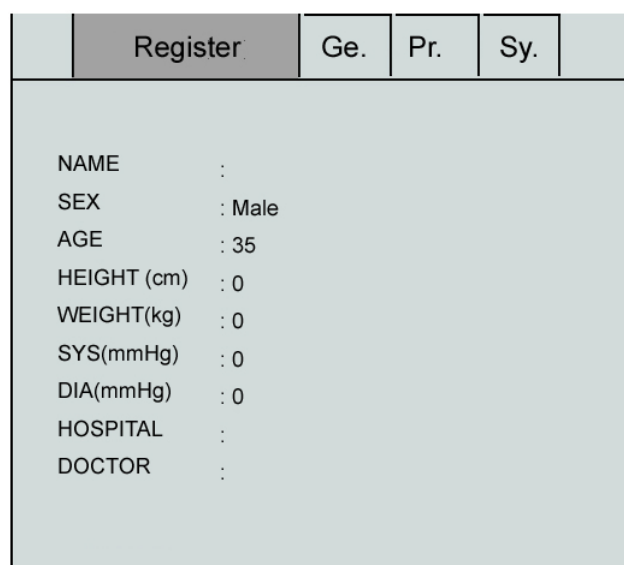 Register Ge. Pr. Sy.
NAME :
SEX : Male
AGE : 35
HEIGHT (cm) : 0
WEIGHT(kg) : 0
SYS(mmHg) : 0
DIA(mmHg) : 0
HOSPITAL :
DOCTOR :